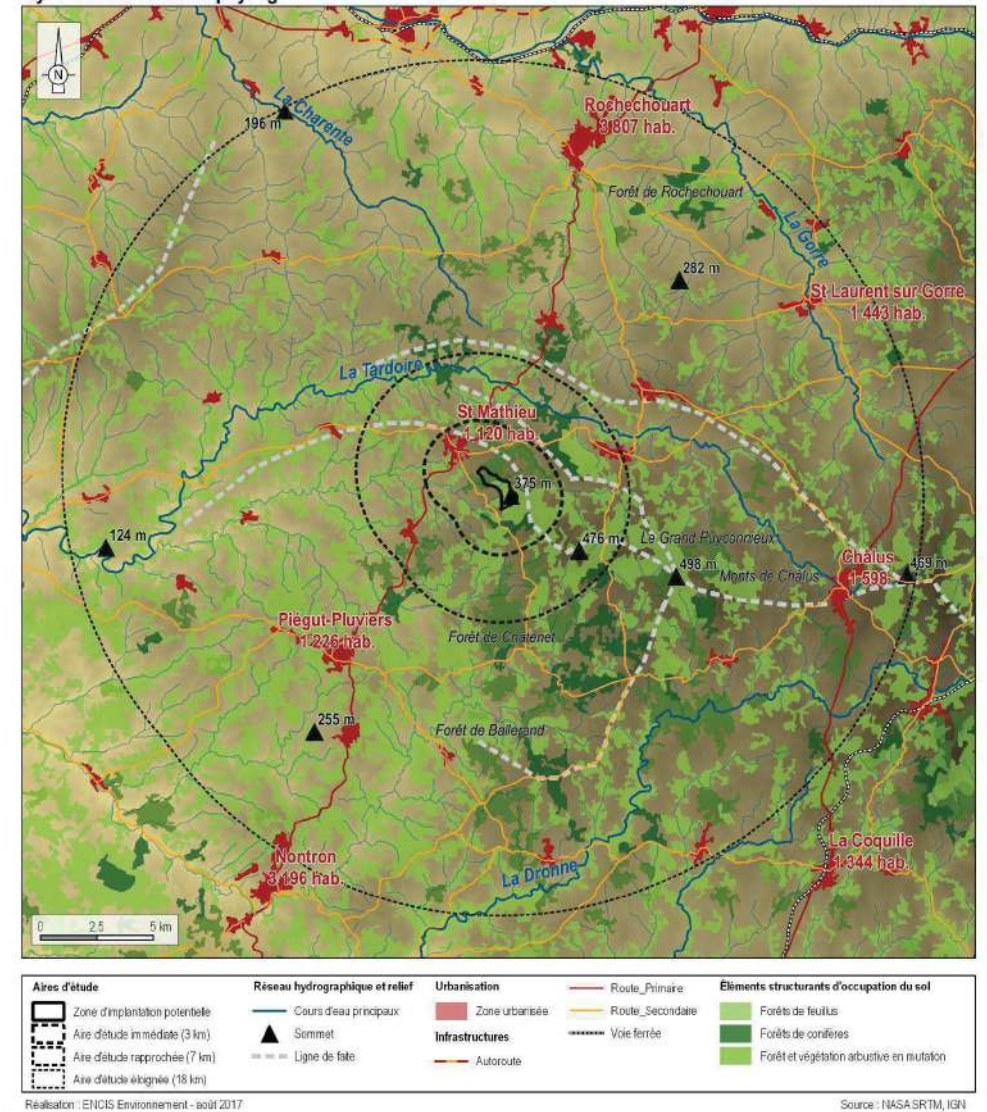 N
La Charente
196 m
Rochechouart
3 807 hab.
Forêt de Rochechouart
La Gorre
282 m
St Laurent sur Gorre
1 443 hab.
La Tardoire
St Mathieu
1 120 hab.
375 m
124 m
476 m
Le Grand Puyconnieux
498 m
Monts de Châlus
Châlus
1 598
469 m
Piégut-Pluviers
1 226 hab.
Forêt de Chatenet
255 m
Forêt de Ballerand
Nontron
3 196 hab.
La Dronne
La Coquille
1 344 hab.
0 2.5 5 km
Aires d'étude
Zone d'implantation potentielle
Aire d'étude immédiate (3 km)
Aire d'étude rapprochée (7 km)
Aire d'étude éloignée (18 km)
Réseau hydrographique et relief
Cours d'eau principaux
Sommet
Ligne de faîte
Urbanisation
Zone urbanisée
Infrastructures
Autoroute
Route_Primaire
Route_Secondaire
Voie ferrée
Éléments structurants d'occupation du sol
Forêts de feuillus
Forêts de conifères
Forêt et végétation arbustive en mutation
Réalisation : ENCIS Environnement - août 2017
Source : NASA SRTM, IGN